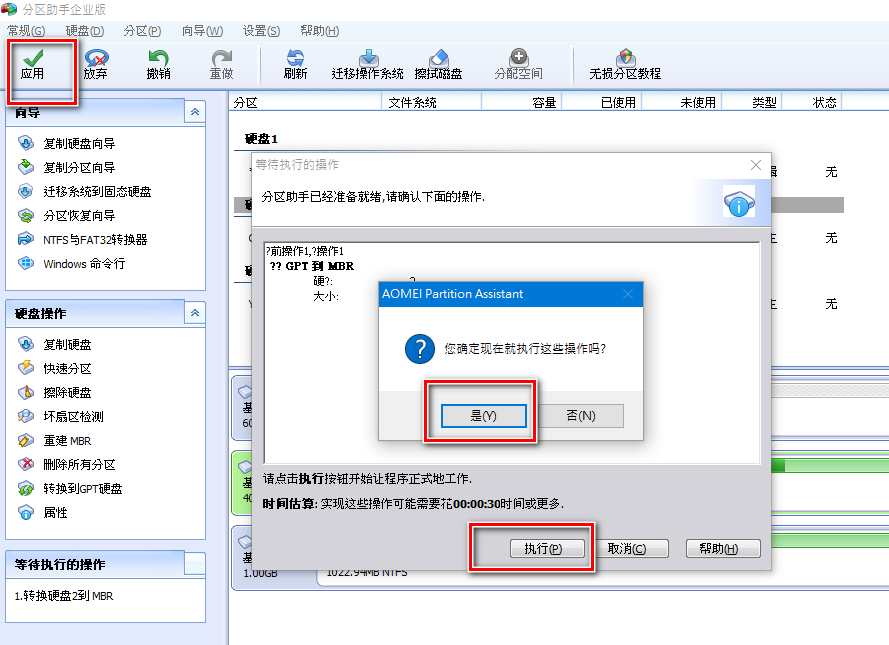 分区助手企业版
常规(G) 硬盘(D) 分区(P) 向导(W) 设置(S) 帮助(H)
应用 放弃 撤销 重做 刷新 迁移操作系统 擦拭磁盘 分配空间 无损分区教程
向导
复制硬盘向导
复制分区向导
迁移系统到固态硬盘
分区恢复向导
NTFS与FAT32转换器
Windows 命令行
硬盘操作
复制硬盘
快速分区
擦除硬盘
坏扇区检测
重建 MBR
删除所有分区
转换到GPT硬盘
属性
等待执行的操作
1.转换硬盘2到 MBR
分区 文件系统 容量 已使用 未使用 类型 状态
硬盘1
无
无
无
等待执行的操作
分区助手已经准备就绪,请确认下面的操作.
?前操作1,?操作1
?? GPT 到 MBR
硬?:
大小:
AOMEI Partition Assistant
您确定现在就执行这些操作吗?
是(Y) 否(N)
请点击执行按钮开始让程序正式地工作.
时间估算: 实现这些操作可能需要花00:00:30时间或更多.
执行(P) 取消(C) 帮助(H)
基
60
基
40
基
1.00GB
1022.94MB NTFS